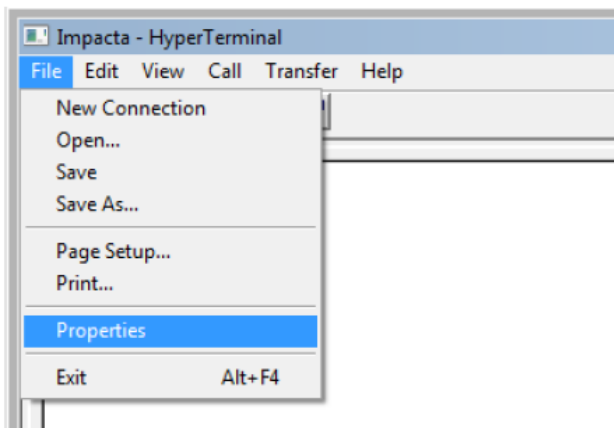 Impacta - HyperTerminal
File Edit View Call Transfer Help
New Connection
Open...
Save
Save As...
Page Setup...
Print...
Properties
Exit Alt+F4